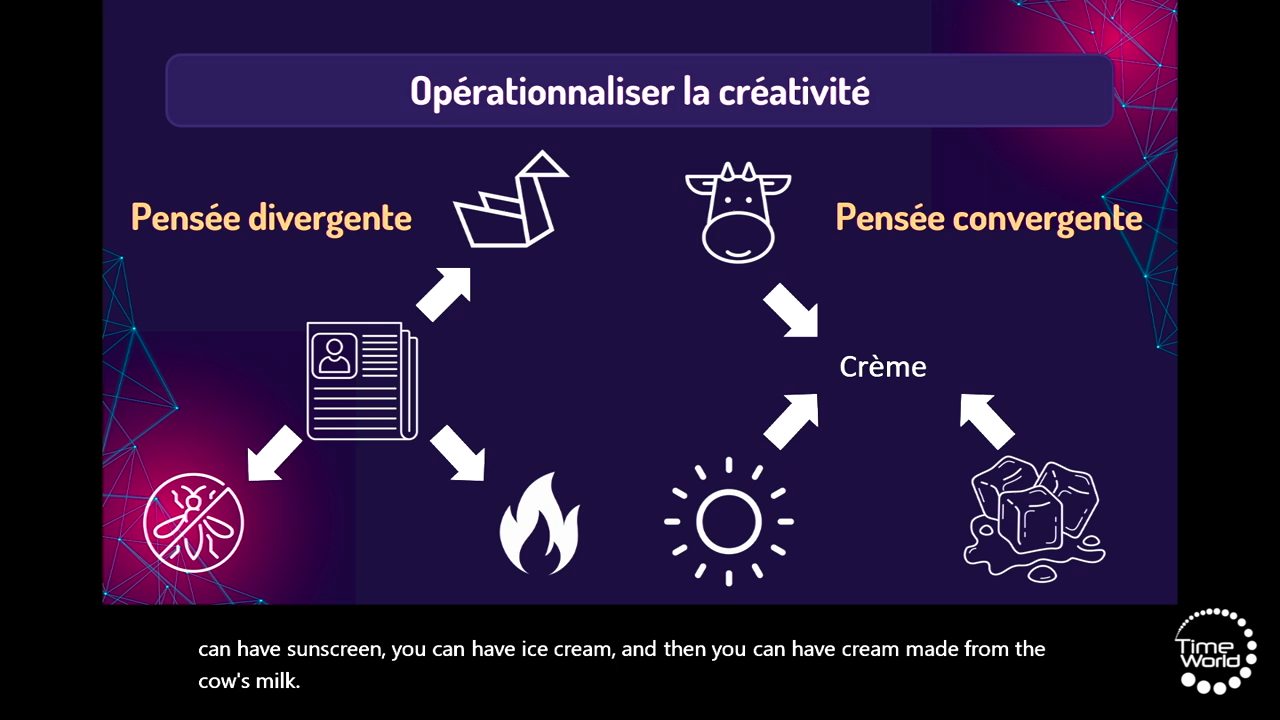 Opérationnaliser la créativité
Pensée divergente
Pensée convergente
Crème
can have sunscreen, you can have ice cream, and then you can have cream made from the
cow's milk.
Time
World